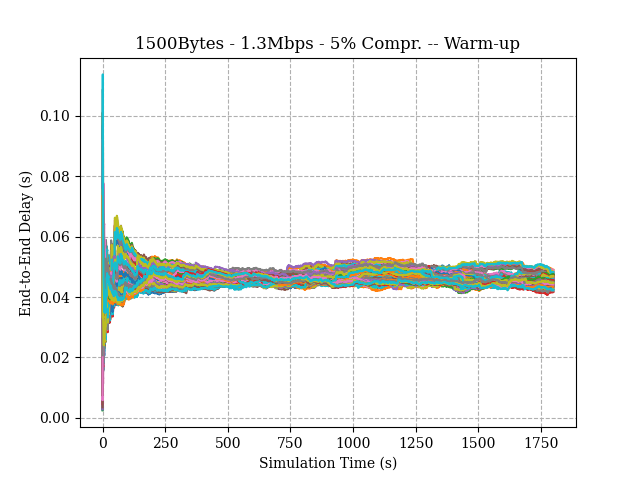 1500Bytes - 1.3Mbps - 5% Compr. -- Warm-up
End-to-End Delay (s)
0.10
0.08
0.06
0.04
0.02
0.00
0 250 500 750 1000 1250 1500 1750
Simulation Time (s)